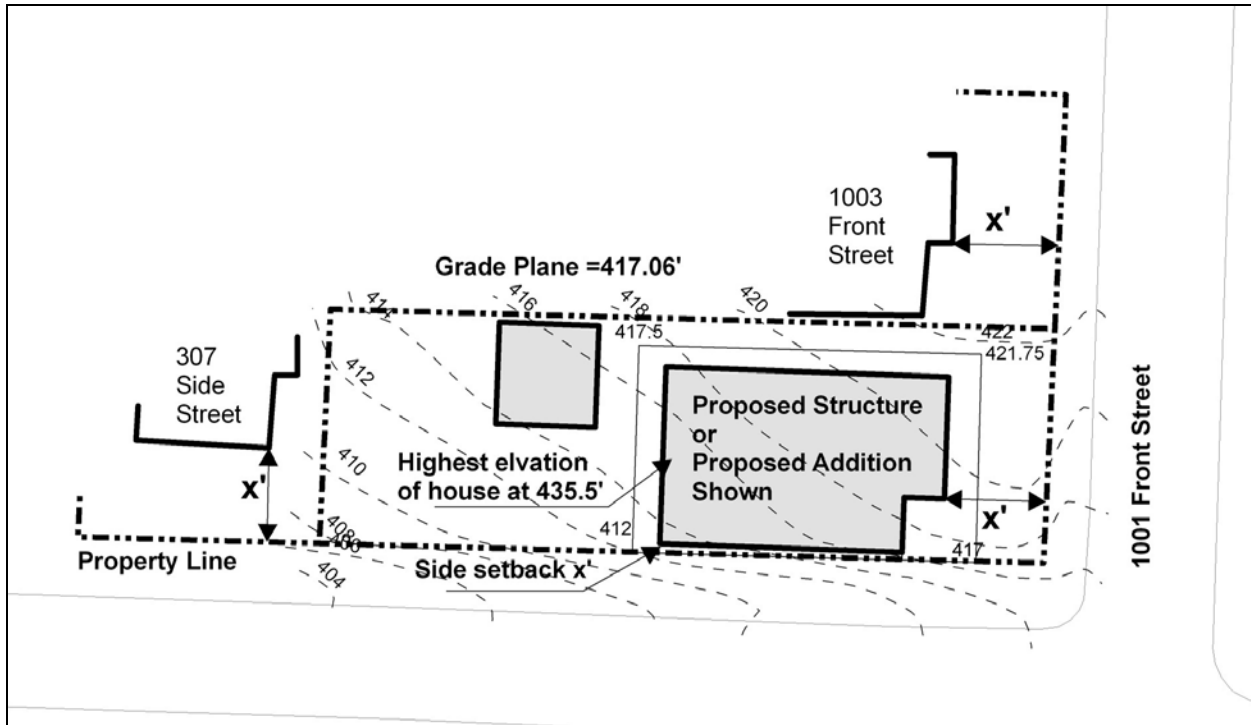 1003
Front
Street
x'
Grade Plane =417.06'
414
416
418
420
422
417.5
421.75
307
Side
Street
412
Proposed Structure
or
Proposed Addition
Shown
410
Highest elvation
of house at 435.5'
x'
x'
412
417
408
Property Line
404
Side setback x'
1001 Front Street